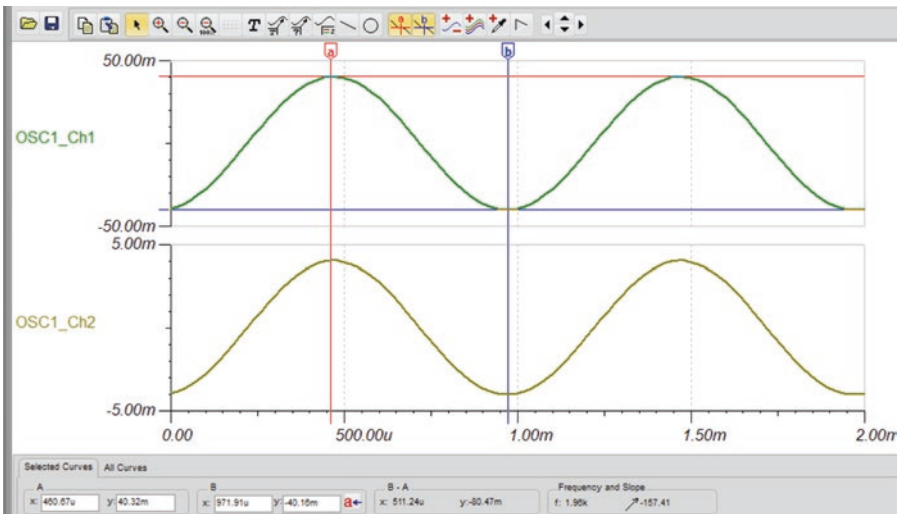 T
a b
50.00m
OSC1_Ch1
-50.00m
5.00m
OSC1_Ch2
-5.00m
0.00 500.00u 1.00m 1.50m 2.00m
Selected Curves All Curves
A B B - A Frequency and Slope
x: 460.67u y: 40.32m x: 971.91u y: -40.16m a← x: 511.24u y:-80.47m f: 1.96k -157.41